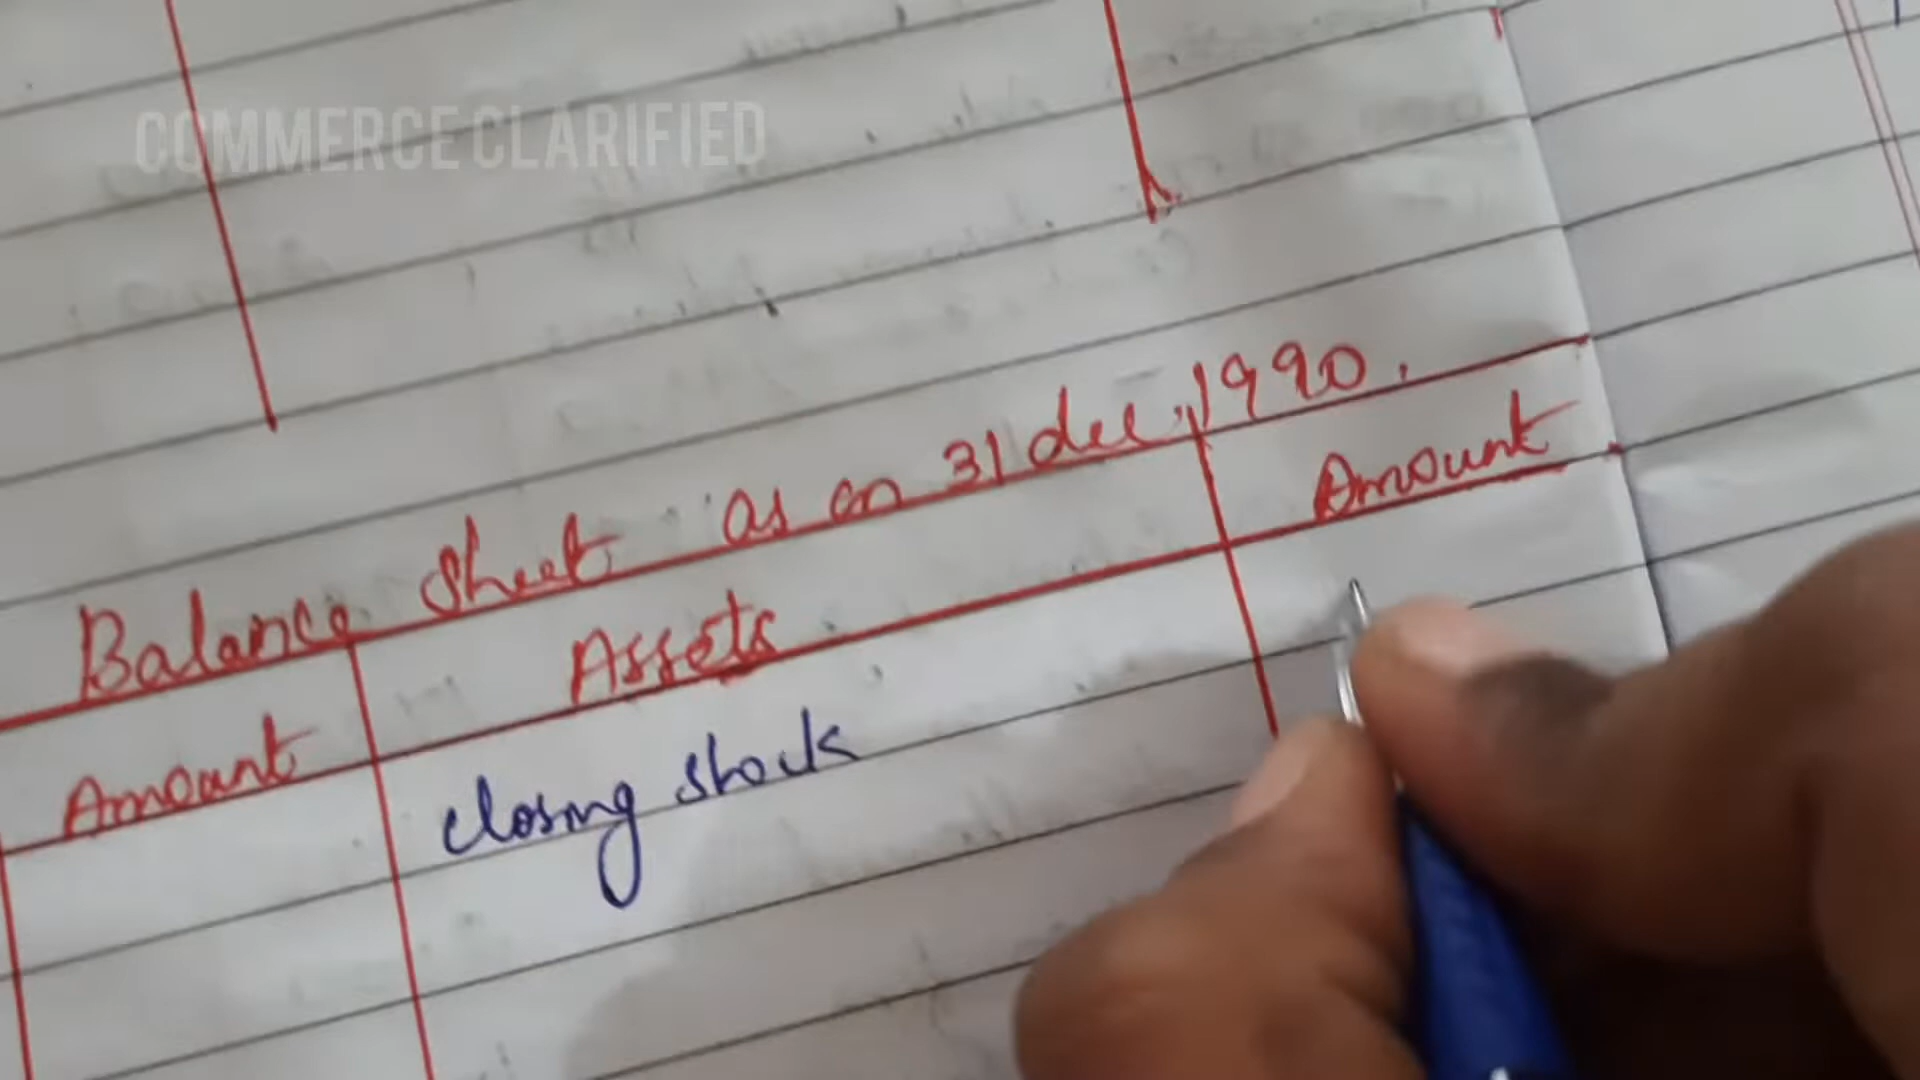 COMMERCE CLARIFIED
Balance Sheet as on 31 dec, 1990.
Amount Assets Amount
closing stock